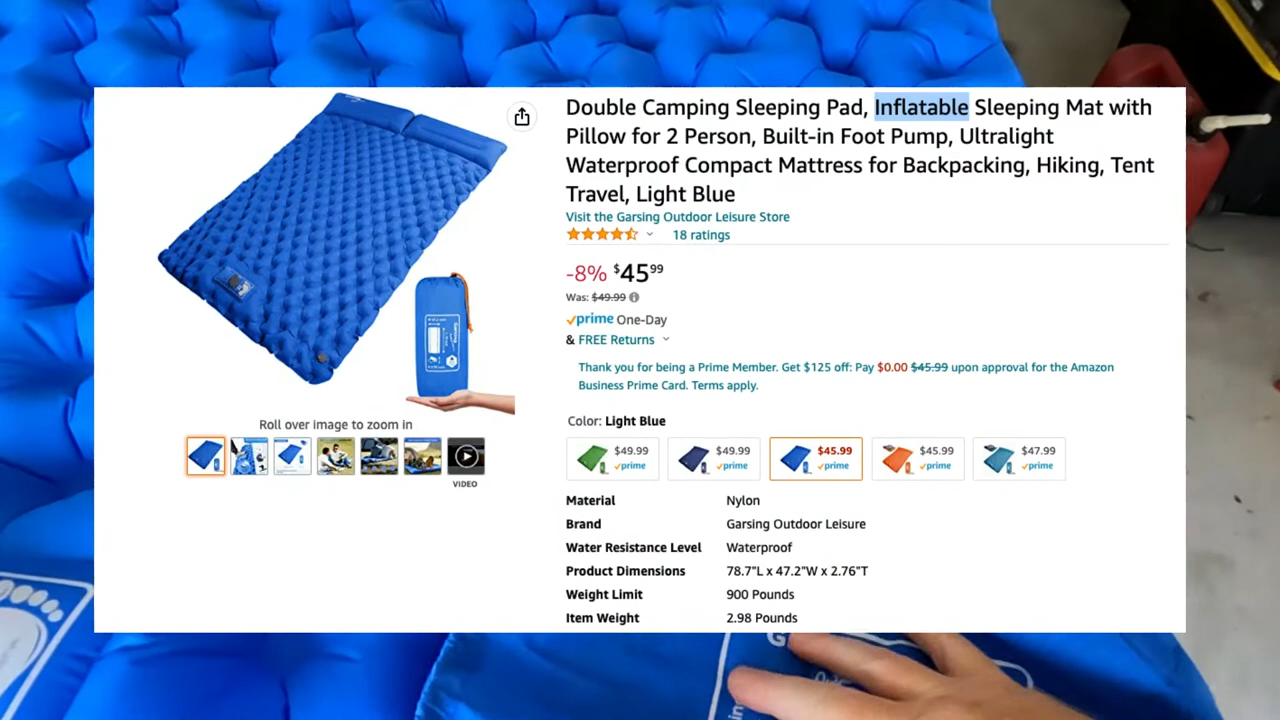 Double Camping Sleeping Pad, Inflatable Sleeping Mat with
Pillow for 2 Person, Built-in Foot Pump, Ultralight
Waterproof Compact Mattress for Backpacking, Hiking, Tent
Travel, Light Blue
Visit the Garsing Outdoor Leisure Store
18 ratings
-8% $45 99
Was: $49.99
prime One-Day
& FREE Returns
Thank you for being a Prime Member. Get $125 off: Pay $0.00 $45.99 upon approval for the Amazon
Business Prime Card. Terms apply.
Roll over image to zoom in
VIDEO
Color: Light Blue
$49.99
prime
$49.99
prime
$45.99
prime
$45.99
prime
$47.99
prime
Material Nylon
Brand Garsing Outdoor Leisure
Water Resistance Level Waterproof
Product Dimensions 78.7"L x 47.2"W x 2.76"T
Weight Limit 900 Pounds
Item Weight 2.98 Pounds